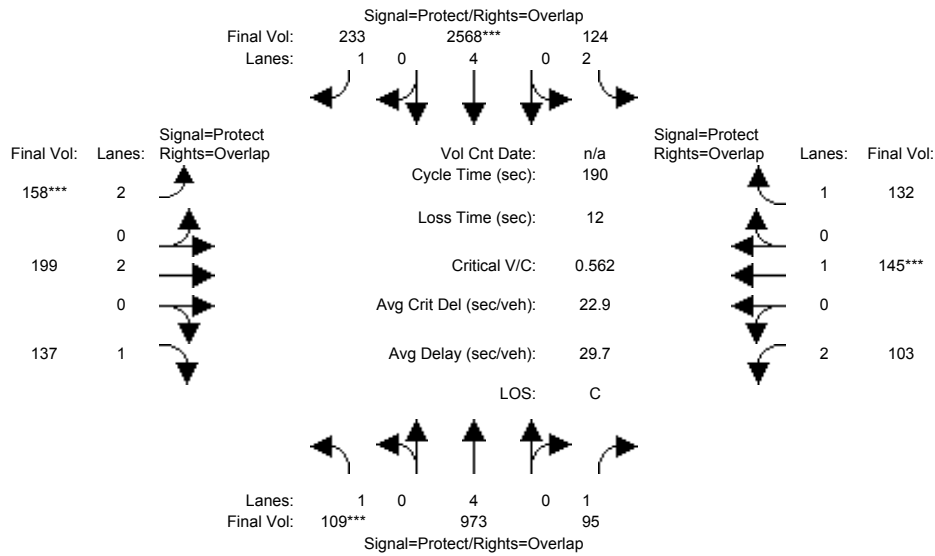 Signal=Protect/Rights=Overlap
Final Vol: 233 2568*** 124
Lanes: 1 0 4 0 2
Signal=Protect
Final Vol: Lanes: Rights=Overlap
Vol Cnt Date: n/a
Signal=Protect
Rights=Overlap Lanes: Final Vol:
Cycle Time (sec): 190
158*** 2
1 132
Loss Time (sec): 12
0
0
199 2
Critical V/C: 0.562
1 145***
0
Avg Crit Del (sec/veh): 22.9
0
137 1
Avg Delay (sec/veh): 29.7
2 103
LOS: C
Lanes: 1 0 4 0 1
Final Vol: 109*** 973 95
Signal=Protect/Rights=Overlap